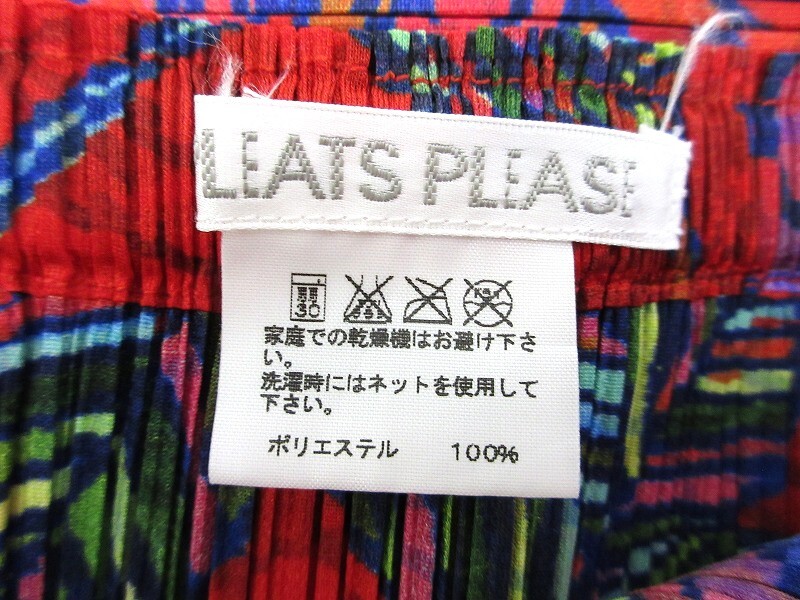 LEATS PLEASE
弱 30
家庭での乾燥機はお避け下さ
い。
洗濯時にはネットを使用して
下さい。
ポリエステル 100%